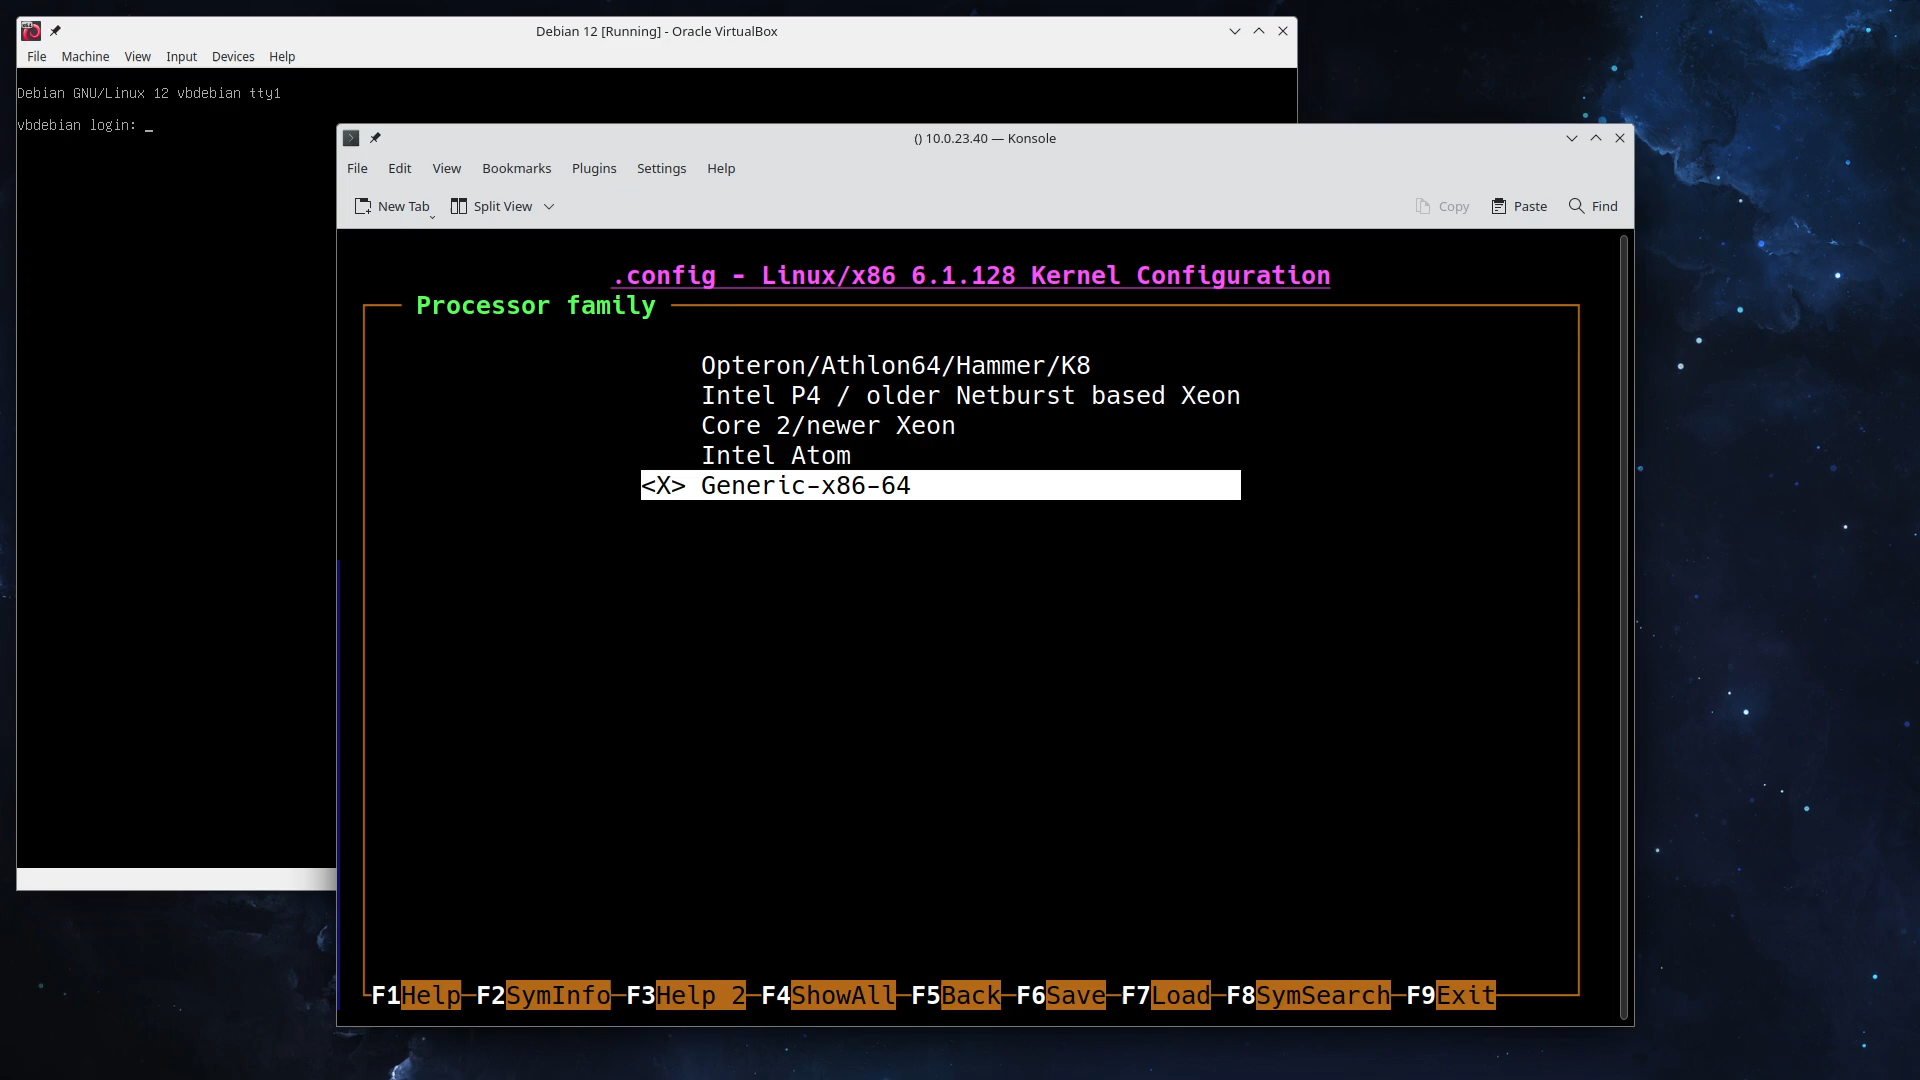 Debian 12 [Running] - Oracle VirtualBox
File Machine View Input Devices Help
Debian GNU/Linux 12 vbdebian tty1
vbdebian login: _
() 10.0.23.40 — Konsole
File Edit View Bookmarks Plugins Settings Help
New Tab Split View Copy Paste Find
.config - Linux/x86 6.1.128 Kernel Configuration
Processor family
Opteron/Athlon64/Hammer/K8
Intel P4 / older Netburst based Xeon
Core 2/newer Xeon
Intel Atom
<X> Generic-x86-64
F1Help F2SymInfo F3Help 2 F4ShowAll F5Back F6Save F7Load F8SymSearch F9Exit